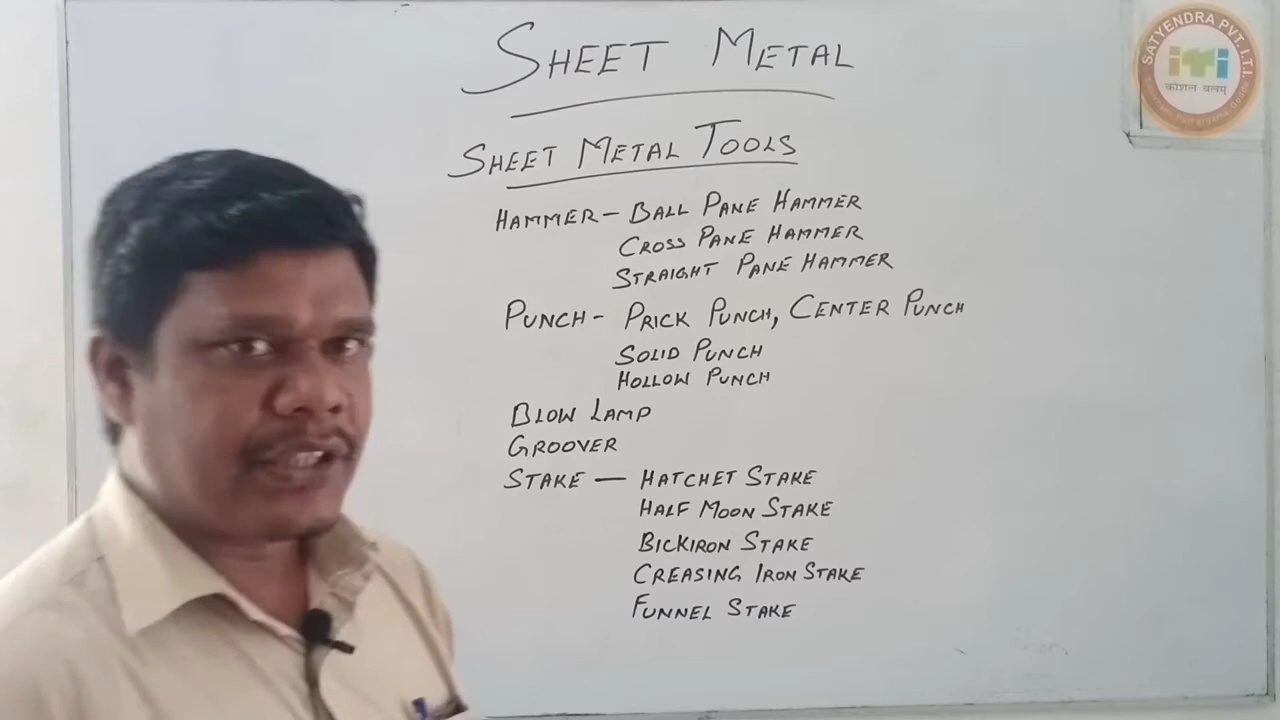 SHEET METAL
SHEET METAL TOOLS
HAMMER – BALL PANE HAMMER
CROSS PANE HAMMER
STRAIGHT PANE HAMMER
PUNCH – PRICK PUNCH, CENTER PUNCH
SOLID PUNCH
HOLLOW PUNCH
BLOW LAMP
GROOVER
STAKE — HATCHET STAKE
HALF MOON STAKE
BICKIRON STAKE
CREASING IRON STAKE
FUNNEL STAKE
SATYENDRA PVT. I.T.I.
iTi
कौशलं बलम्